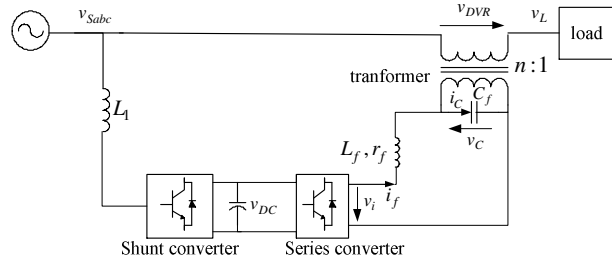 v_Sabc
v_DVR
v_L
load
n:1
tranformer
i_C
C_f
L_1
v_C
L_f, r_f
v_DC
v_i
i_f
Shunt converter
Series converter